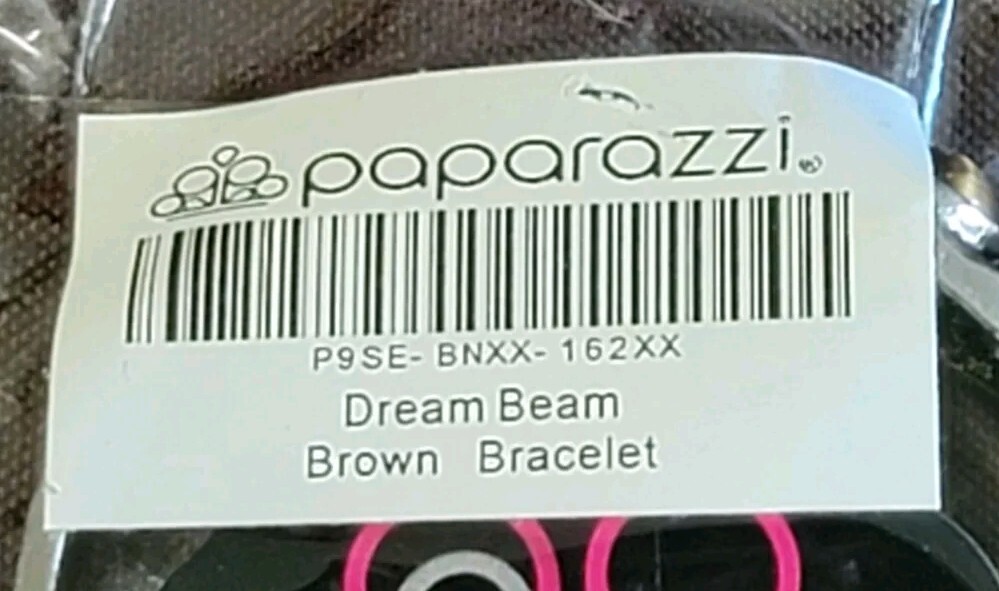 paparazzi®
P9SE-BNXX-162XX
Dream Beam
Brown Bracelet